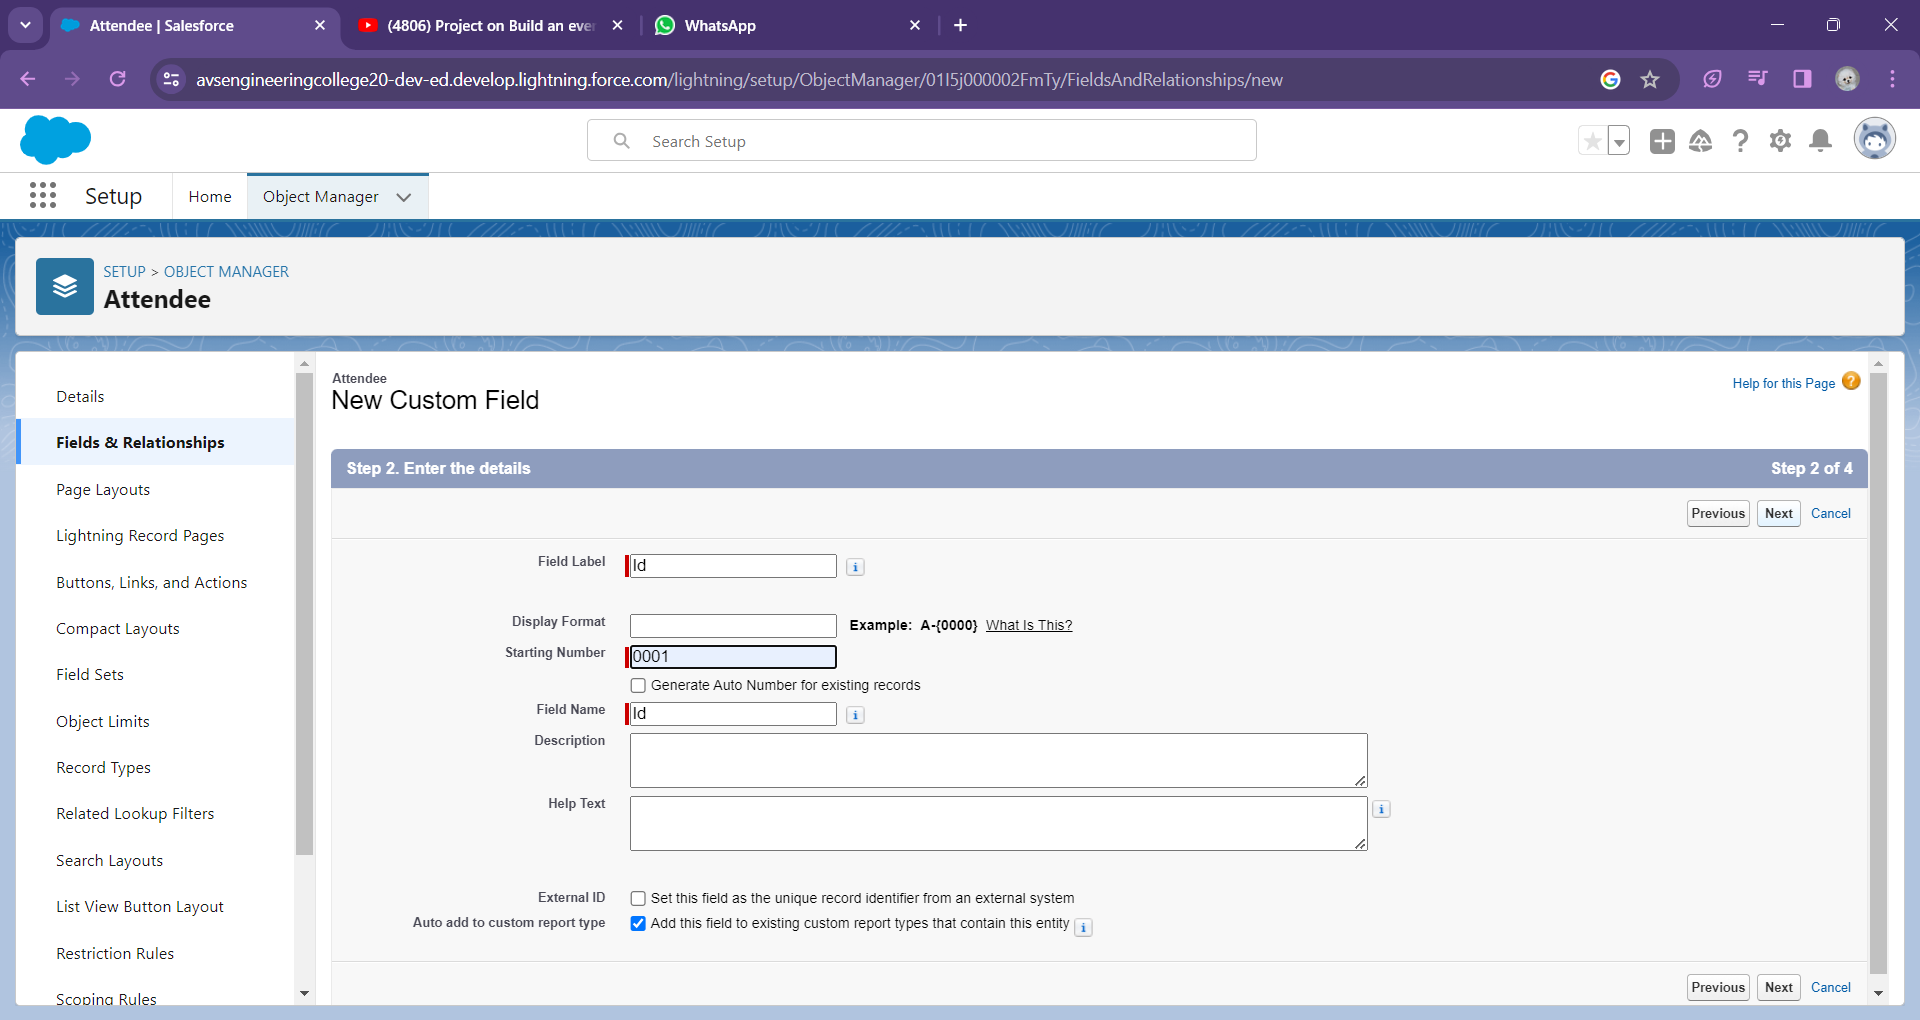 Attendee | Salesforce
(4806) Project on Build an eve
WhatsApp
avsengineeringcollege20-dev-ed.develop.lightning.force.com/lightning/setup/ObjectManager/01I5j000002FmTy/FieldsAndRelationships/new
Search Setup
Setup
Home
Object Manager
SETUP > OBJECT MANAGER
Attendee
Details
Fields & Relationships
Page Layouts
Lightning Record Pages
Buttons, Links, and Actions
Compact Layouts
Field Sets
Object Limits
Record Types
Related Lookup Filters
Search Layouts
List View Button Layout
Restriction Rules
Scoping Rules
Attendee
New Custom Field
Help for this Page
Step 2. Enter the details
Step 2 of 4
Previous
Next
Cancel
Field Label
Id
Display Format
Example: A-{0000} What Is This?
Starting Number
0001
Generate Auto Number for existing records
Field Name
Id
Description
Help Text
External ID
Set this field as the unique record identifier from an external system
Auto add to custom report type
Add this field to existing custom report types that contain this entity
Previous
Next
Cancel